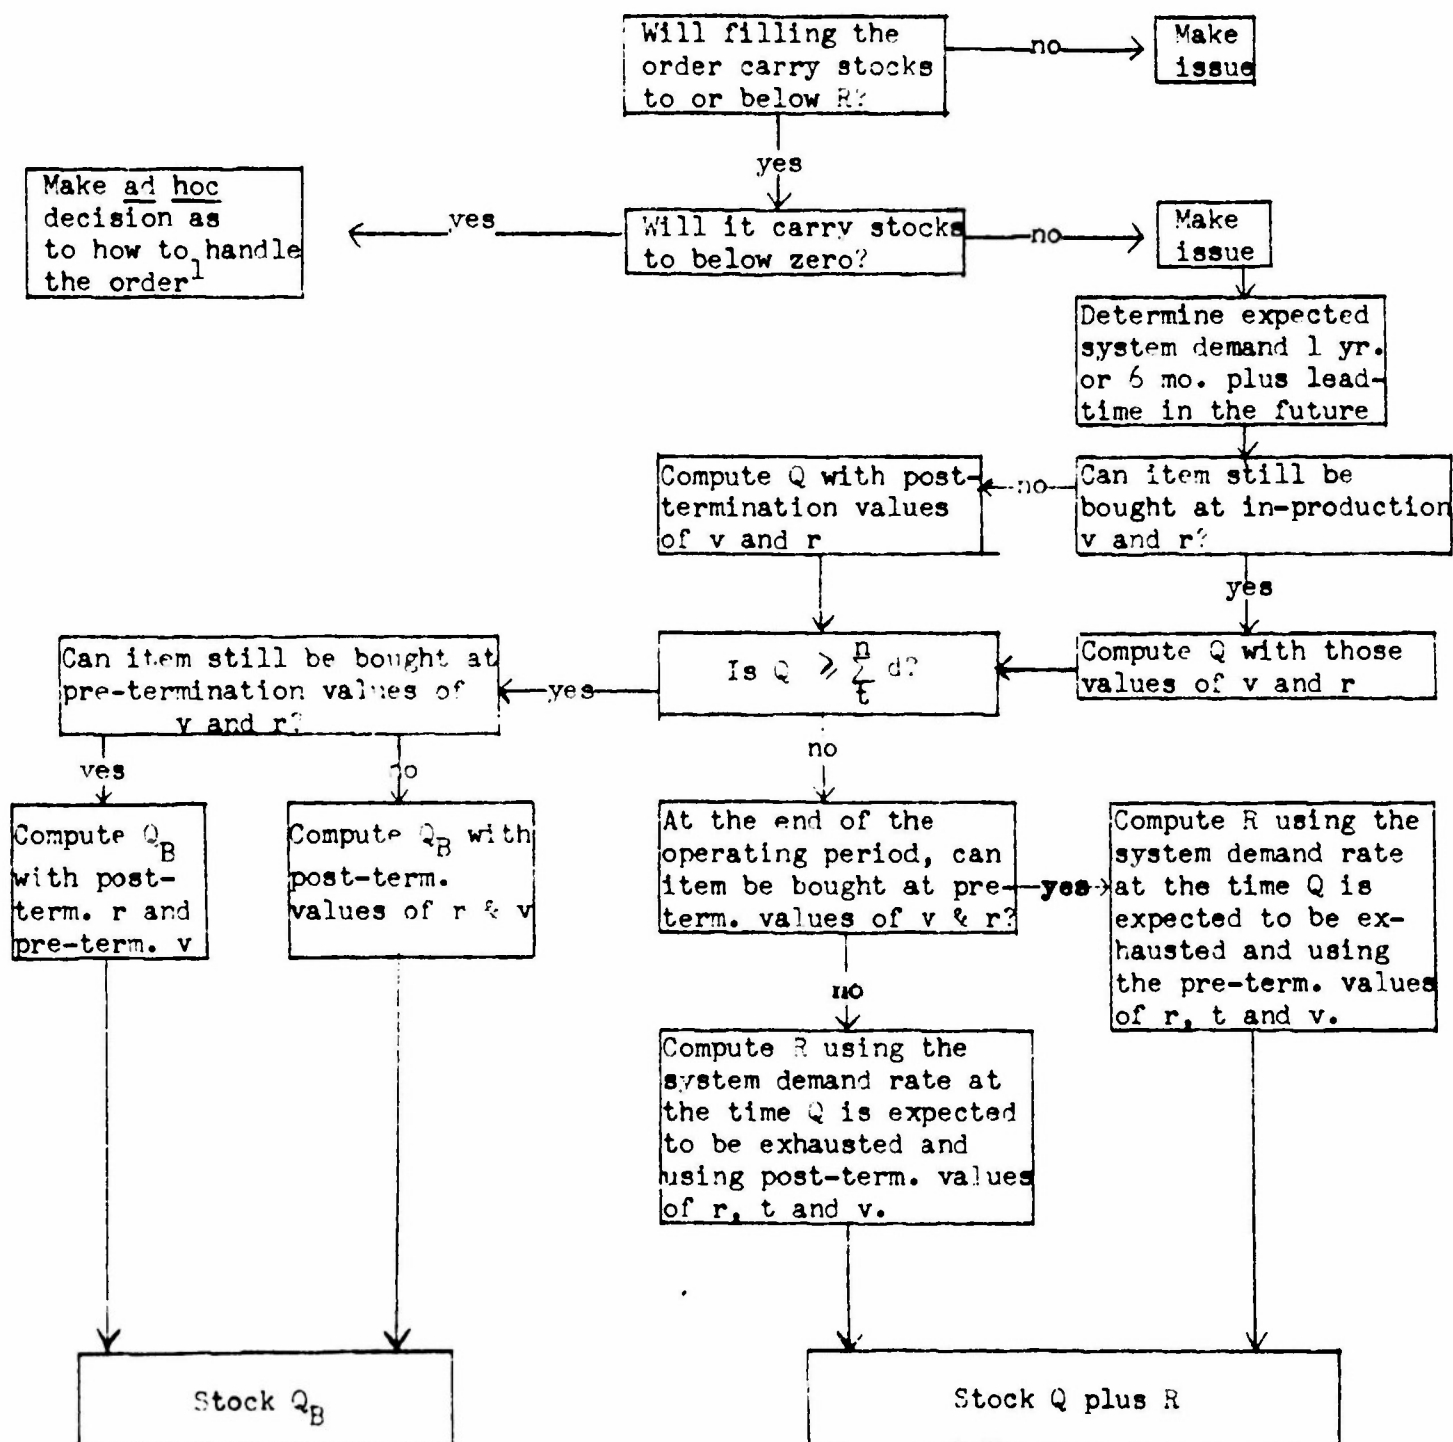 Will filling the
order carry stocks
to or below R?
no
Make
issue
yes
Make ad hoc
decision as
to how to handle
the order1
yes
Will it carry stocks
to below zero?
no
Make
issue
Determine expected
system demand 1 yr.
or 6 mo. plus lead-
time in the future
Compute Q with post-
termination values
of v and r
no
Can item still be
bought at in-production
v and r?
yes
Can item still be bought at
pre-termination values of
v and r?
yes
Is Q ⩾ n∑t d?
Compute Q with those
values of v and r
yes
no
no
Compute QB
with post-
term. r and
pre-term. v
Compute QB with
post-term.
values of r & v
At the end of the
operating period, can
item be bought at pre-
term. values of v & r?
yes
Compute R using the
system demand rate
at the time Q is
expected to be ex-
hausted and using
the pre-term. values
of r, t and v.
no
Compute R using the
system demand rate at
the time Q is expected
to be exhausted and
using post-term. values
of r, t and v.
Stock QB
Stock Q plus R